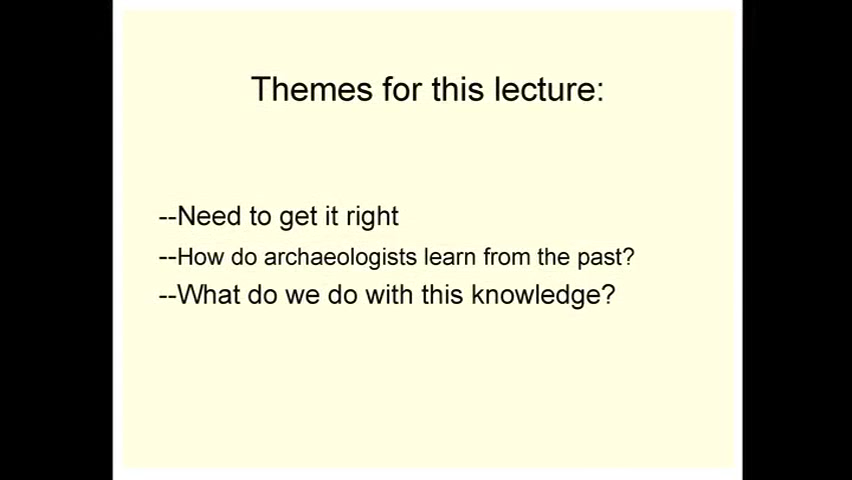 Themes for this lecture:
--Need to get it right
--How do archaeologists learn from the past?
--What do we do with this knowledge?